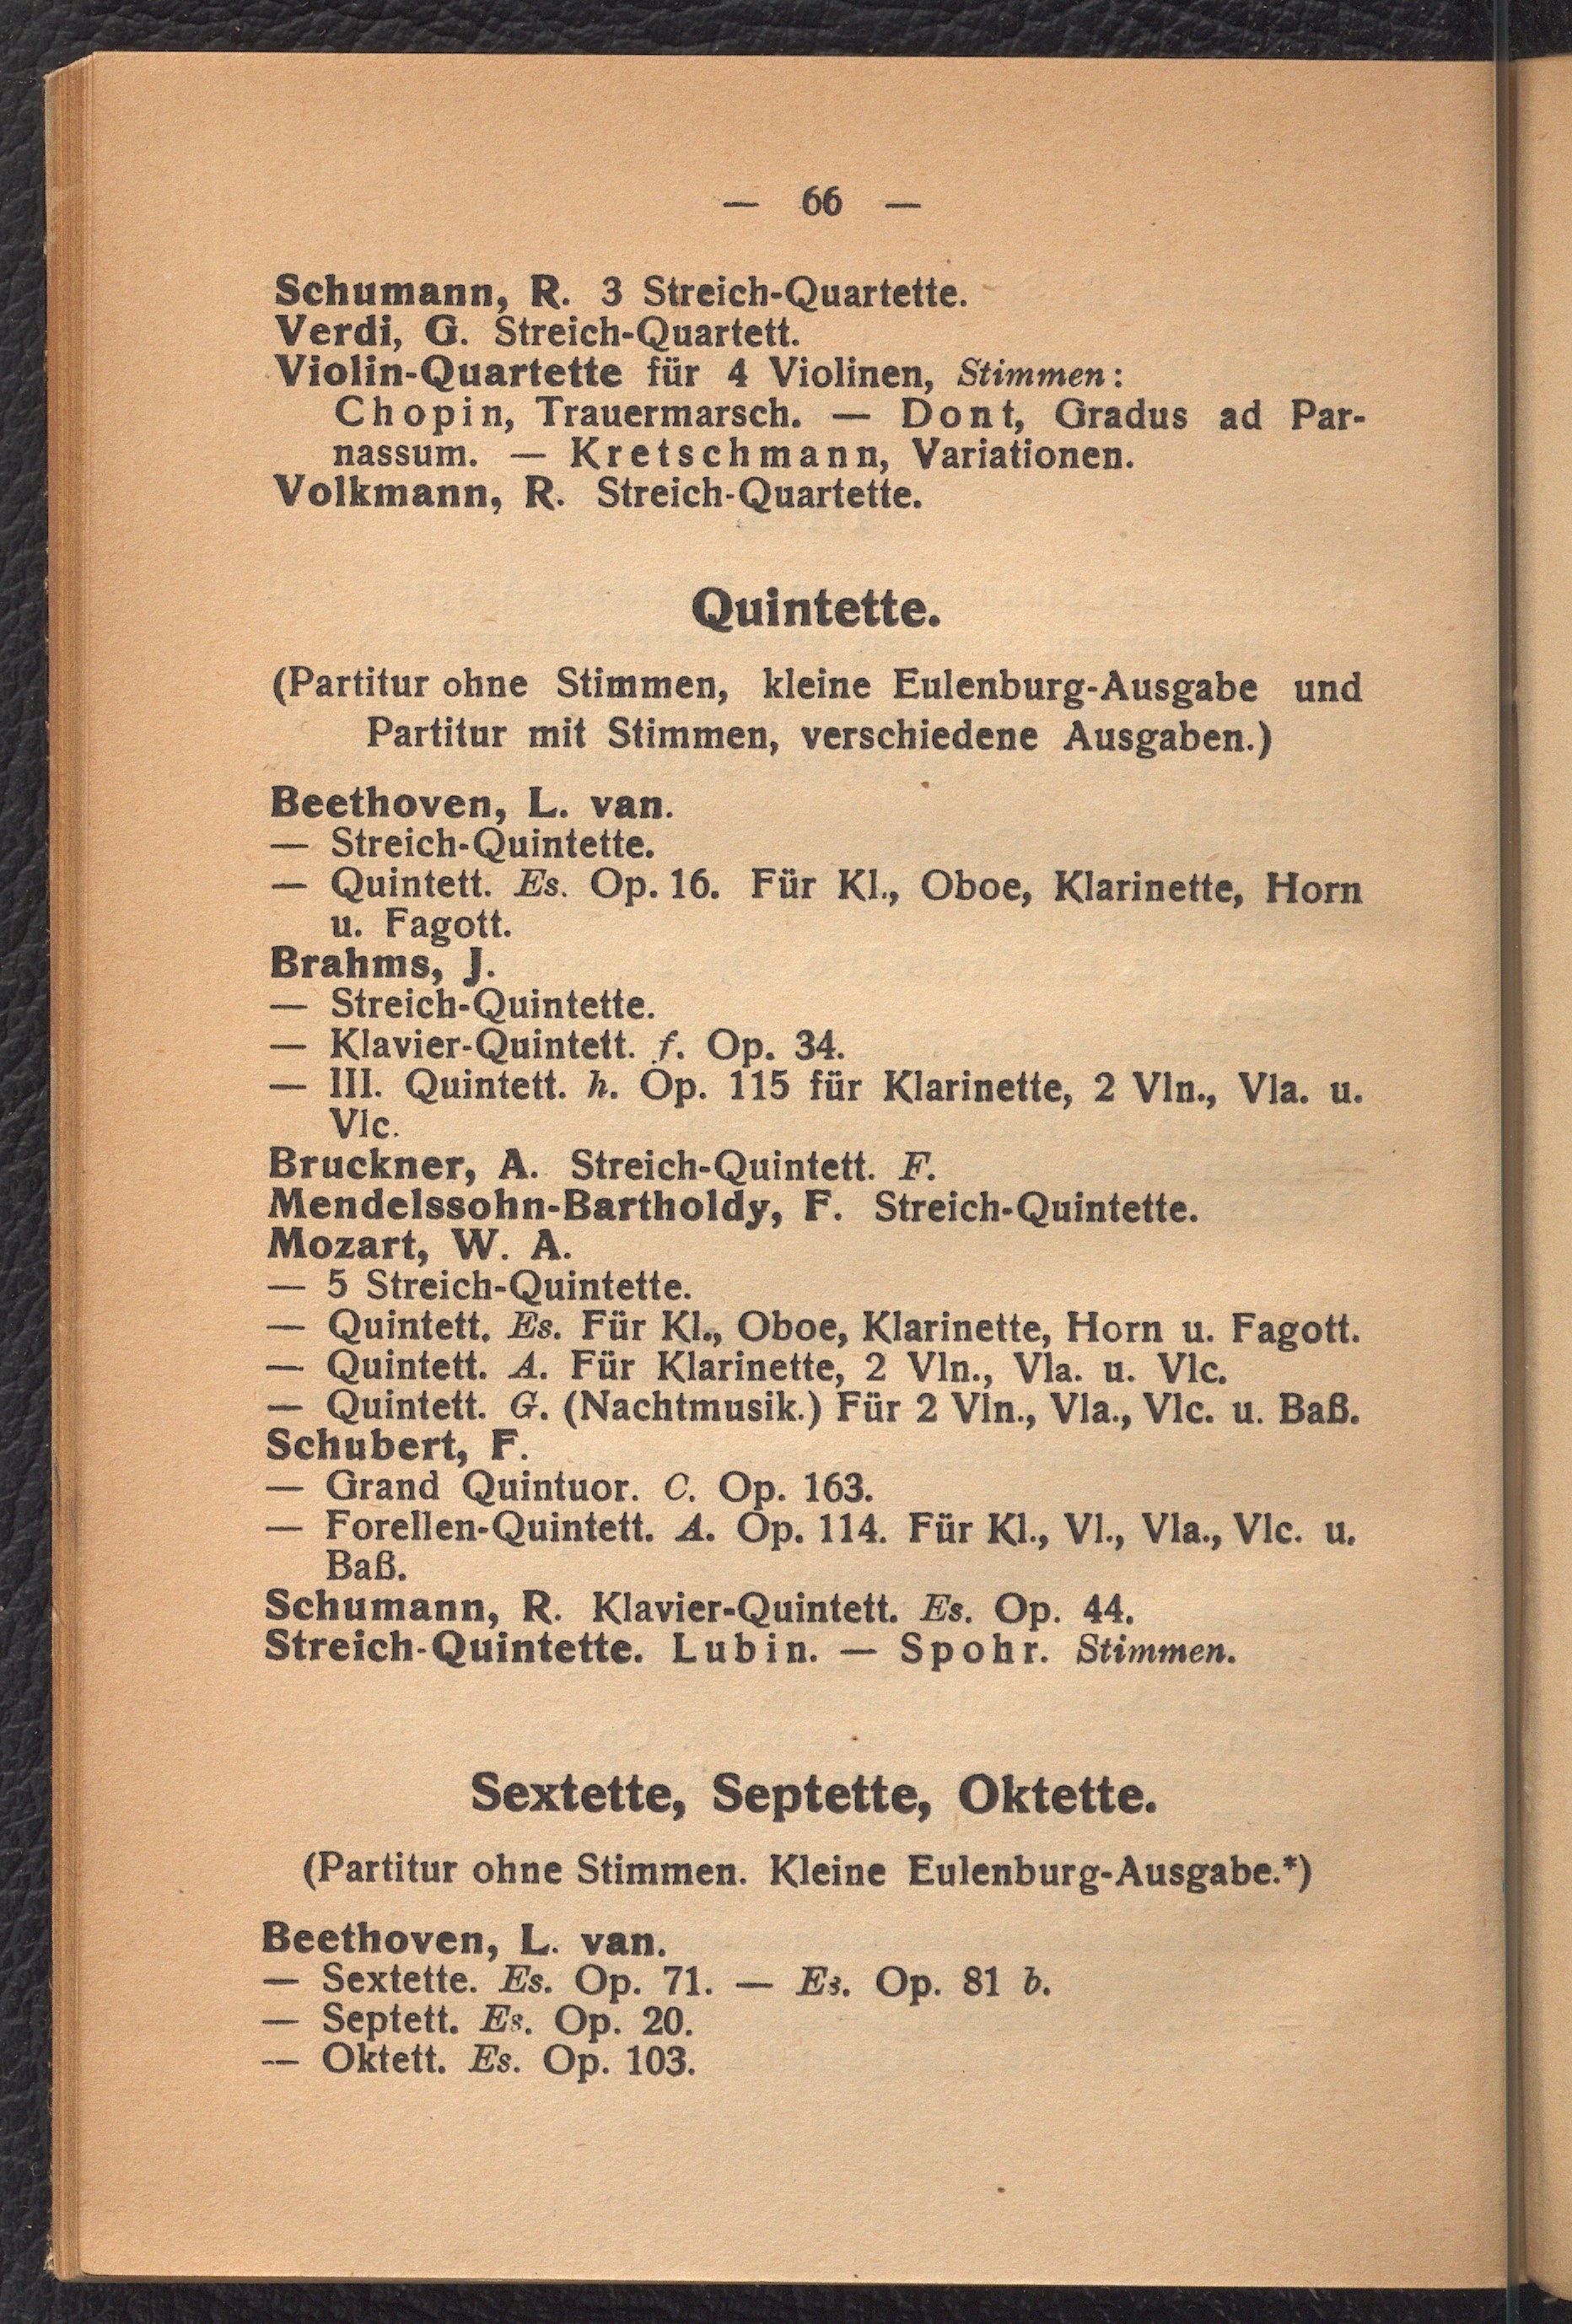 — 66 —
Schumann, R. 3 Streich-Quartette.
Verdi, G. Streich-Quartett.
Violin-Quartette für 4 Violinen, Stimmen:
Chopin, Trauermarsch. — Dont, Gradus ad Par-
nassum. — Kretschmann, Variationen.
Volkmann, R. Streich-Quartette.
Quintette.
(Partitur ohne Stimmen, kleine Eulenburg-Ausgabe und
Partitur mit Stimmen, verschiedene Ausgaben.)
Beethoven, L. van.
— Streich-Quintette.
— Quintett. Es. Op. 16. Für Kl., Oboe, Klarinette, Horn
u. Fagott.
Brahms, J.
— Streich-Quintette.
— Klavier-Quintett. f. Op. 34.
— III. Quintett. h. Op. 115 für Klarinette, 2 Vln., Vla. u.
Vlc.
Bruckner, A. Streich-Quintett. F.
Mendelssohn-Bartholdy, F. Streich-Quintette.
Mozart, W. A.
— 5 Streich-Quintette.
— Quintett. Es. Für Kl., Oboe, Klarinette, Horn u. Fagott.
— Quintett. A. Für Klarinette, 2 Vln., Vla. u. Vlc.
— Quintett. G. (Nachtmusik.) Für 2 Vln., Vla., Vlc. u. Baß.
Schubert, F.
— Grand Quintuor. C. Op. 163.
— Forellen-Quintett. A. Op. 114. Für Kl., Vl., Vla., Vlc. u.
Baß.
Schumann, R. Klavier-Quintett. Es. Op. 44.
Streich-Quintette. Lubin. — Spohr. Stimmen.
Sextette, Septette, Oktette.
(Partitur ohne Stimmen. Kleine Eulenburg-Ausgabe.*)
Beethoven, L. van.
— Sextette. Es. Op. 71. — Es. Op. 81 b.
— Septett. Es. Op. 20.
— Oktett. Es. Op. 103.